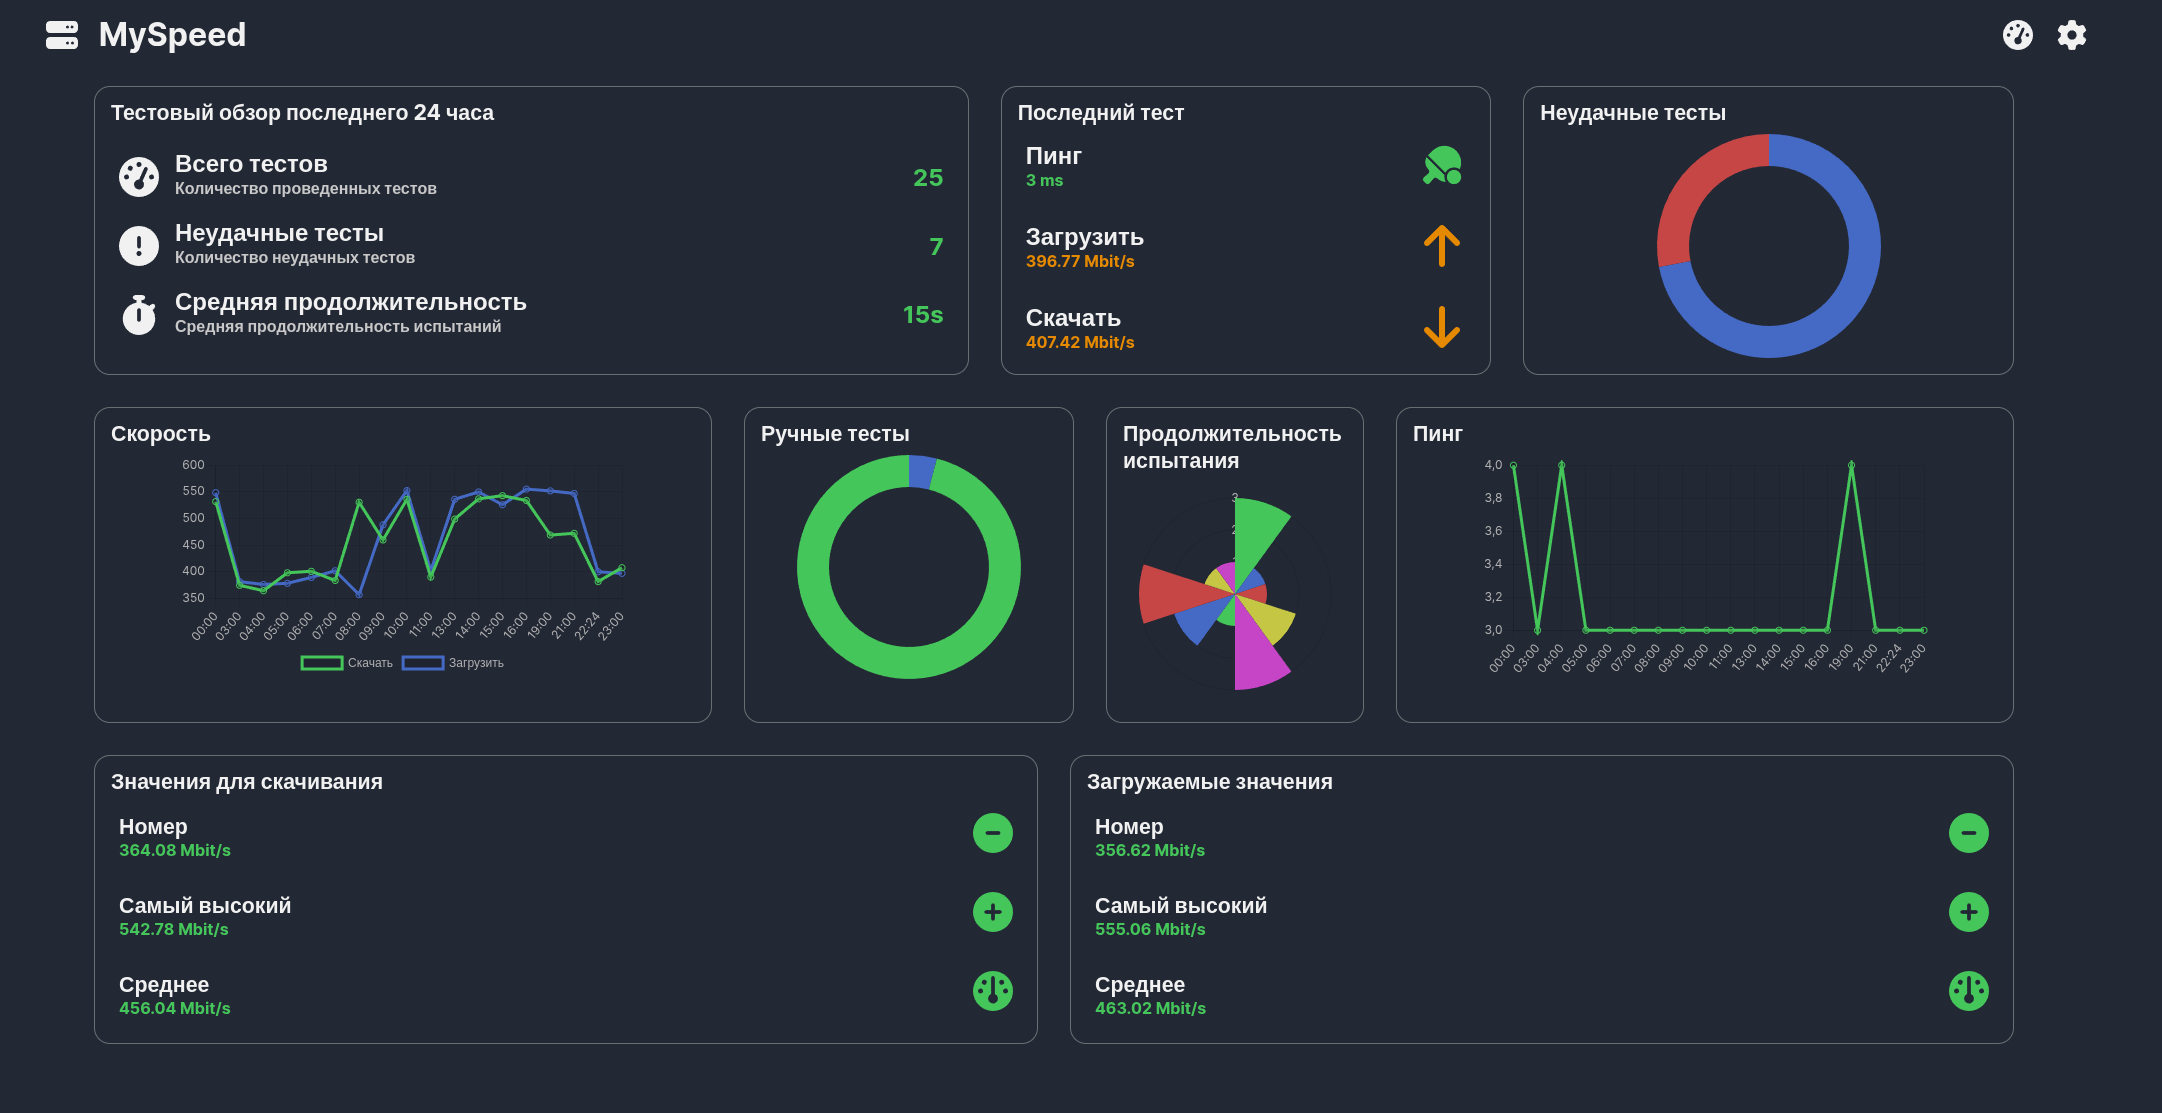 MySpeed
Тестовый обзор последнего 24 часа
Всего тестов
Количество проведенных тестов
25
Неудачные тесты
Количество неудачных тестов
7
Средняя продолжительность
Средняя продолжительность испытаний
15s
Последний тест
Пинг
3 ms
Загрузить
396.77 Mbit/s
Скачать
407.42 Mbit/s
Неудачные тесты
Скорость
600
550
500
450
400
350
00:00 03:00 04:00 05:00 06:00 07:00 08:00 09:00 10:00 11:00 13:00 14:00 15:00 16:00 19:00 21:00 22:24 23:00
Скачать Загрузить
Ручные тесты
Продолжительность
испытания
3
2
Пинг
4,0
3,8
3,6
3,4
3,2
3,0
00:00 03:00 04:00 05:00 06:00 07:00 08:00 09:00 10:00 11:00 13:00 14:00 15:00 16:00 19:00 21:00 22:24 23:00
Значения для скачивания
Номер
364.08 Mbit/s
Самый высокий
542.78 Mbit/s
Среднее
456.04 Mbit/s
Загружаемые значения
Номер
356.62 Mbit/s
Самый высокий
555.06 Mbit/s
Среднее
463.02 Mbit/s